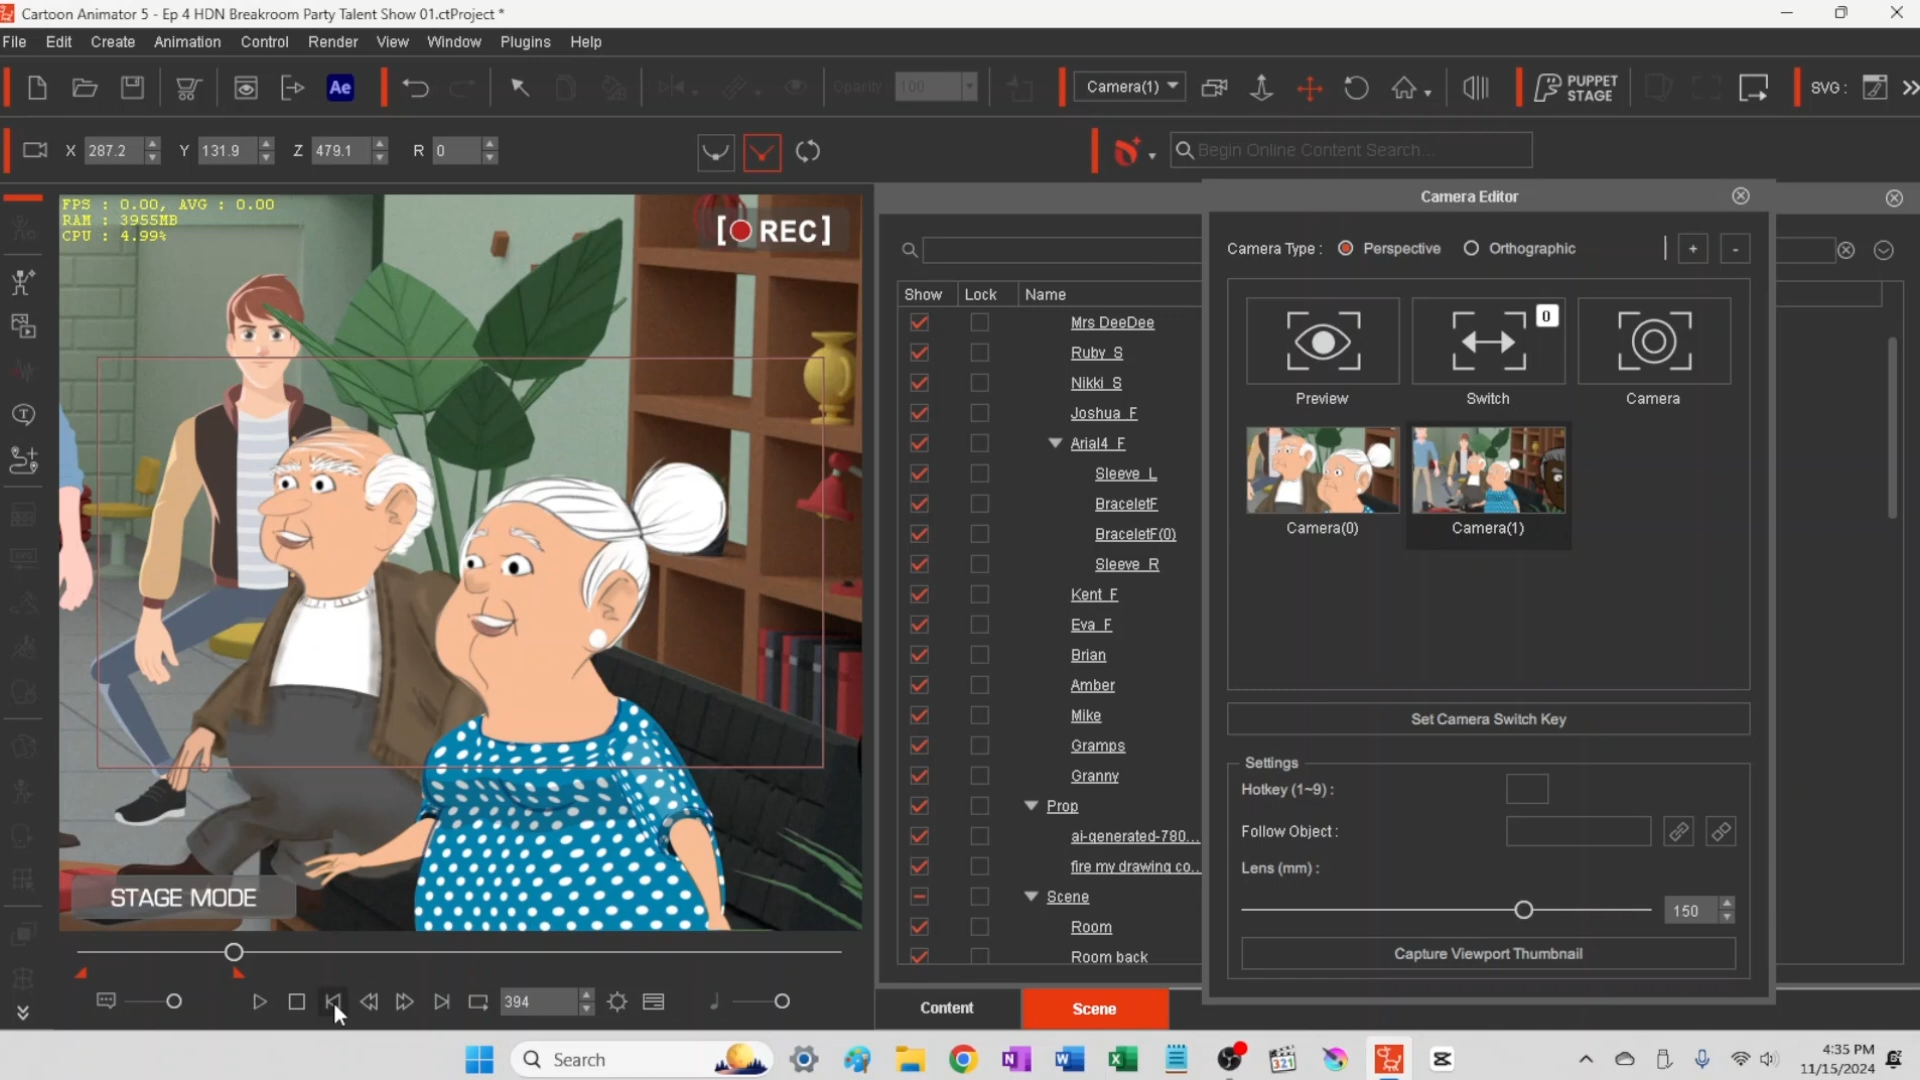 Cartoon Animator 5 - Ep 4 HDN Breakroom Party Talent Show 01.ctProject *
File Edit Create Animation Control Render View Window Plugins Help
Ae Opacity 100 Camera(1) PUPPET STAGE SVG :
X 287.2 Y 131.9 Z 479.1 R 0 Begin Online Content Search...
FPS : 0.00, AVG : 0.00
RAM : 3955MB
CPU : 4.99%
[ REC]
STAGE MODE
394
Show Lock Name
Mrs DeeDee
Ruby_S
Nikki_S
Joshua_F
Arial4_F
Sleeve_L
BraceletF
BraceletF(0)
Sleeve_R
Kent_F
Eva_F
Brian
Amber
Mike
Gramps
Granny
Prop
ai-generated-780...
fire my drawing co...
Scene
Room
Room back
Content Scene
Camera Editor
Camera Type : Perspective Orthographic + -
0
Preview Switch Camera
Camera(0) Camera(1)
Set Camera Switch Key
Settings
Hotkey (1~9) :
Follow Object :
Lens (mm) :
150
Capture Viewport Thumbnail
Search
321
4:35 PM
11/15/2024